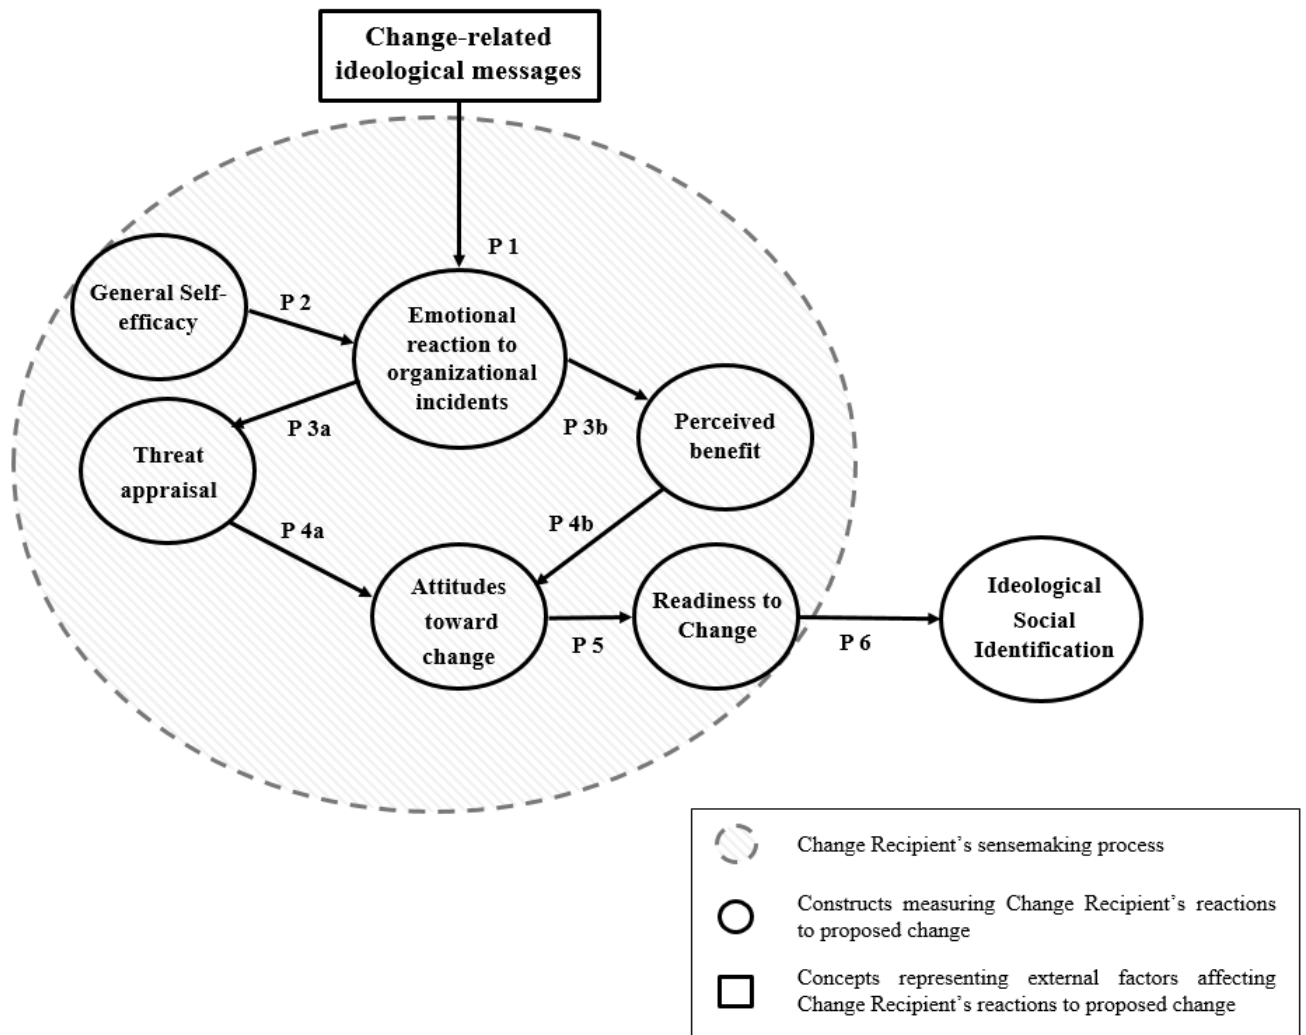 Change-related
ideological messages
P 1
General Self-
efficacy
P 2
Emotional
reaction to
organizational
incidents
P 3a
P 3b
Perceived
benefit
Threat
appraisal
P 4a
P 4b
Attitudes
toward
change
P 5
Readiness to
Change
P 6
Ideological
Social
Identification
Change Recipient's sensemaking process
Constructs measuring Change Recipient's reactions
to proposed change
Concepts representing external factors affecting
Change Recipient's reactions to proposed change